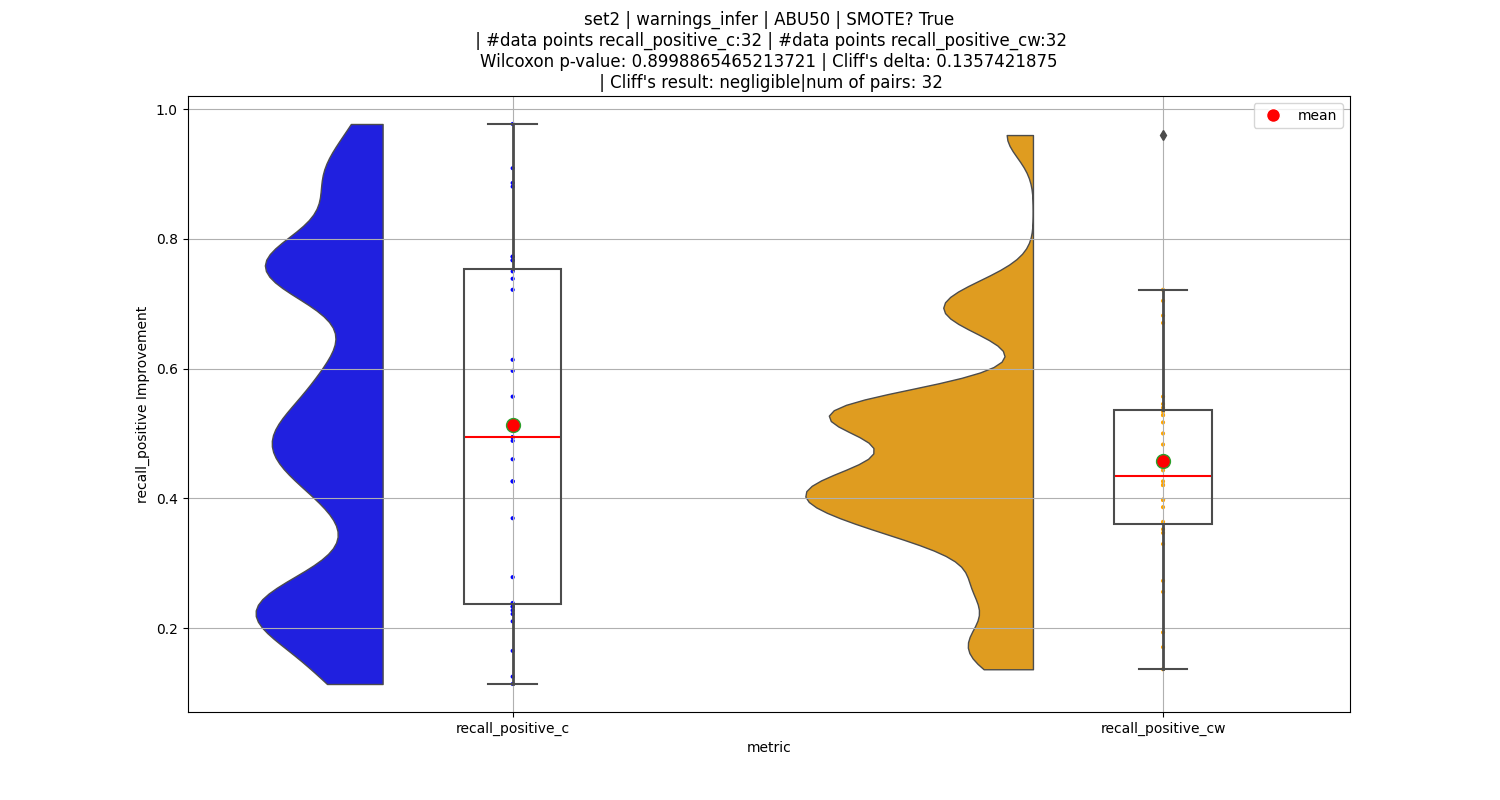 set2 | warnings_infer | ABU50 | SMOTE? True
| #data points recall_positive_c:32 | #data points recall_positive_cw:32
Wilcoxon p-value: 0.8998865465213721 | Cliff's delta: 0.1357421875
| Cliff's result: negligible|num of pairs: 32
mean
1.0
0.8
0.6
0.4
0.2
recall_positive Improvement
recall_positive_c
recall_positive_cw
metric